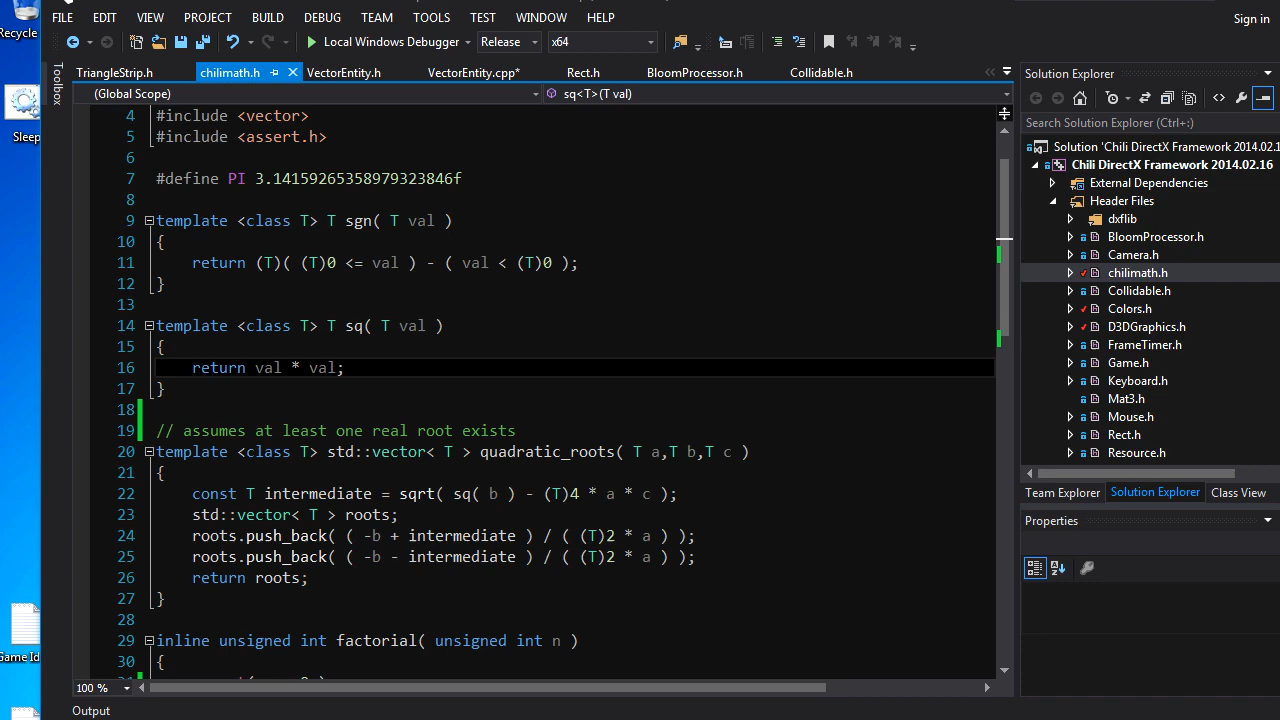 FILE EDIT VIEW PROJECT BUILD DEBUG TEAM TOOLS TEST WINDOW HELP
Sign in
Recycle
Local Windows Debugger Release x64
TriangleStrip.h chilimath.h VectorEntity.h VectorEntity.cpp* Rect.h BloomProcessor.h Collidable.h
Toolbox
(Global Scope) sq<T>(T val)
4 #include <vector>
5 #include <assert.h>
6
7 #define PI 3.14159265358979323846f
8
9 template <class T> T sgn( T val )
10 {
11 return (T)( (T)0 <= val ) - ( val < (T)0 );
12 }
13
14 template <class T> T sq( T val )
15 {
16 return val * val;
17 }
18
19 // assumes at least one real root exists
20 template <class T> std::vector< T > quadratic_roots( T a,T b,T c )
21 {
22 const T intermediate = sqrt( sq( b ) - (T)4 * a * c );
23 std::vector< T > roots;
24 roots.push_back( ( -b + intermediate ) / ( (T)2 * a ) );
25 roots.push_back( ( -b - intermediate ) / ( (T)2 * a ) );
26 return roots;
27 }
28
29 inline unsigned int factorial( unsigned int n )
30 {
100 %
Output
Sleep
Game Id
Solution Explorer
Search Solution Explorer (Ctrl+;)
Solution 'Chili DirectX Framework 2014.02.1
Chili DirectX Framework 2014.02.16
External Dependencies
Header Files
dxflib
BloomProcessor.h
Camera.h
chilimath.h
Collidable.h
Colors.h
D3DGraphics.h
FrameTimer.h
Game.h
Keyboard.h
Mat3.h
Mouse.h
Rect.h
Resource.h
Team Explorer Solution Explorer Class View
Properties